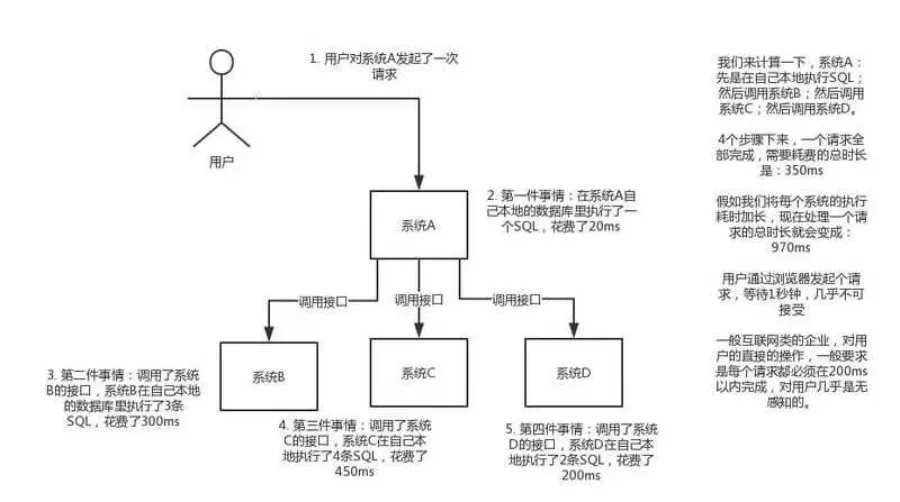 1. 用户对系统A发起了一次
请求
用户
2. 第一件事情：在系统A自
己本地的数据库里执行了一
个SQL，花费了20ms
系统A
调用接口
调用接口
调用接口
系统B
系统C
系统D
3. 第二件事情：调用了系统
B的接口，系统B在自己本地
的数据库里执行了3条
SQL，花费了300ms
4. 第三件事情：调用了系统
C的接口，系统C在自己本
地执行了4条SQL，花费了
450ms
5. 第四件事情：调用了系统
D的接口，系统D在自己本
地执行了2条SQL，花费了
200ms
我们来计算一下，系统A：
先是在自己本地执行SQL；
然后调用系统B；然后调用
系统C；然后调用系统D。
4个步骤下来，一个请求全
部完成，需要耗费的总时长
是：350ms
假如我们将每个系统的执行
耗时加长，现在处理一个请
求的总时长就会变成：
970ms
用户通过浏览器发起个请
求，等待1秒钟，几乎不可
接受
一般互联网类的企业，对用
户的直接的操作，一般要求
是每个请求都必须在200ms
以内完成，对用户几乎是无
感知的。